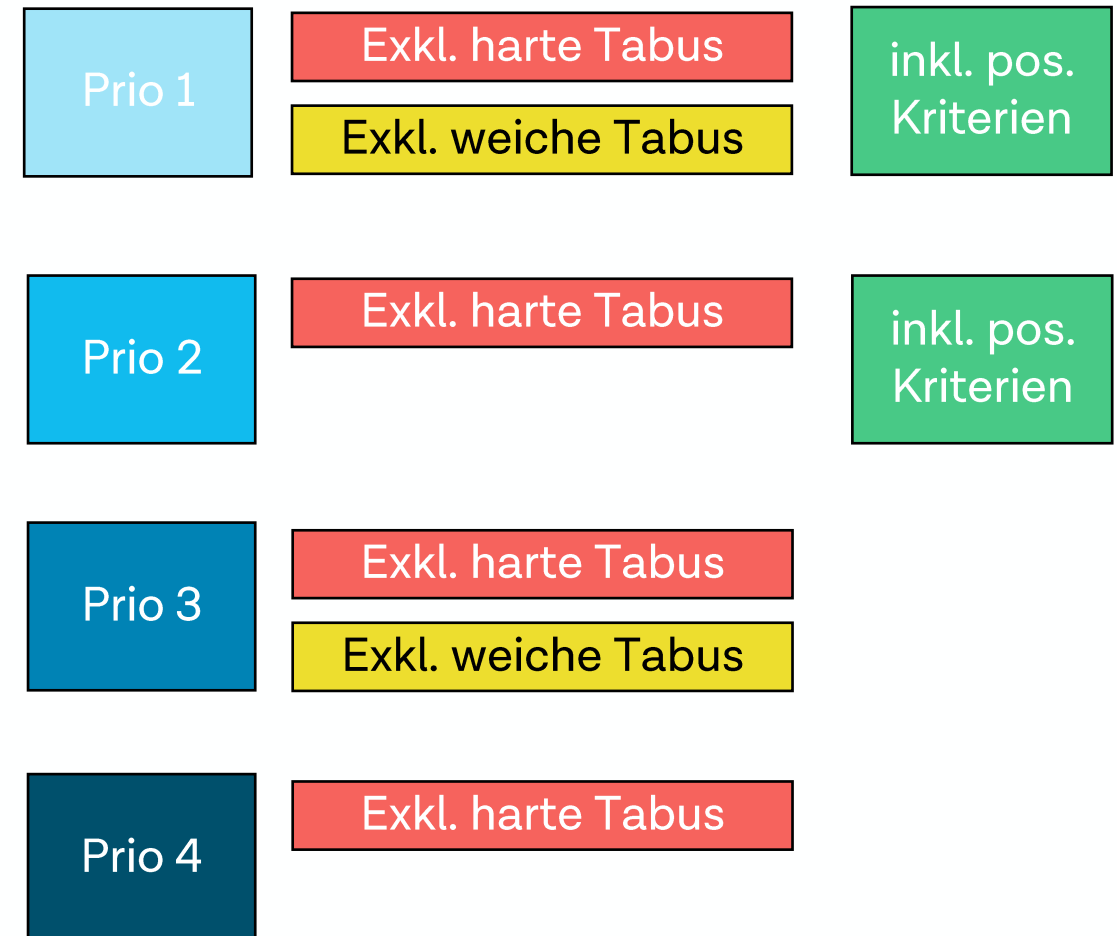 Prio 1
Exkl. harte Tabus
Exkl. weiche Tabus
inkl. pos.
Kriterien
Prio 2
Exkl. harte Tabus
inkl. pos.
Kriterien
Prio 3
Exkl. harte Tabus
Exkl. weiche Tabus
Prio 4
Exkl. harte Tabus